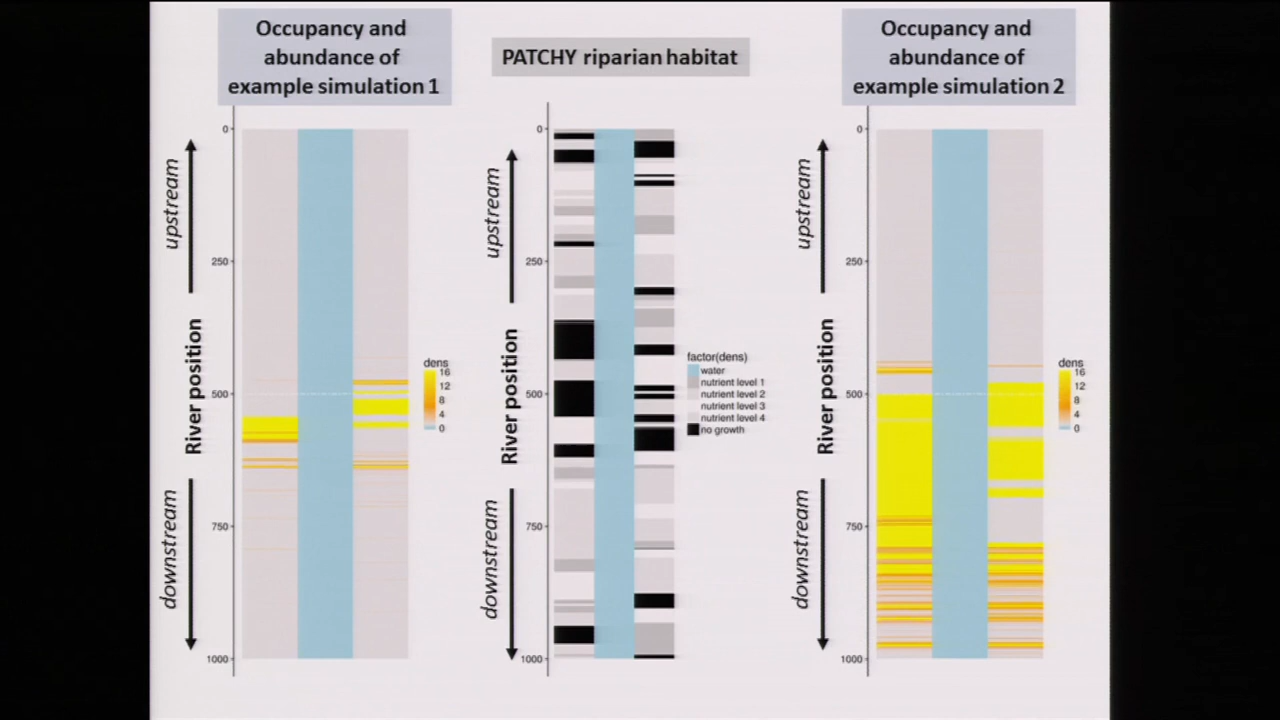 Occupancy and
abundance of
example simulation 1
0
250
500
750
1000
upstream
River position
downstream
dens
16
12
8
4
0
PATCHY riparian habitat
0
250
500
750
1000
upstream
River position
downstream
factor(dens)
water
nutrient level 1
nutrient level 2
nutrient level 3
nutrient level 4
no growth
Occupancy and
abundance of
example simulation 2
0
250
500
750
1000
upstream
River position
downstream
dens
16
12
8
4
0